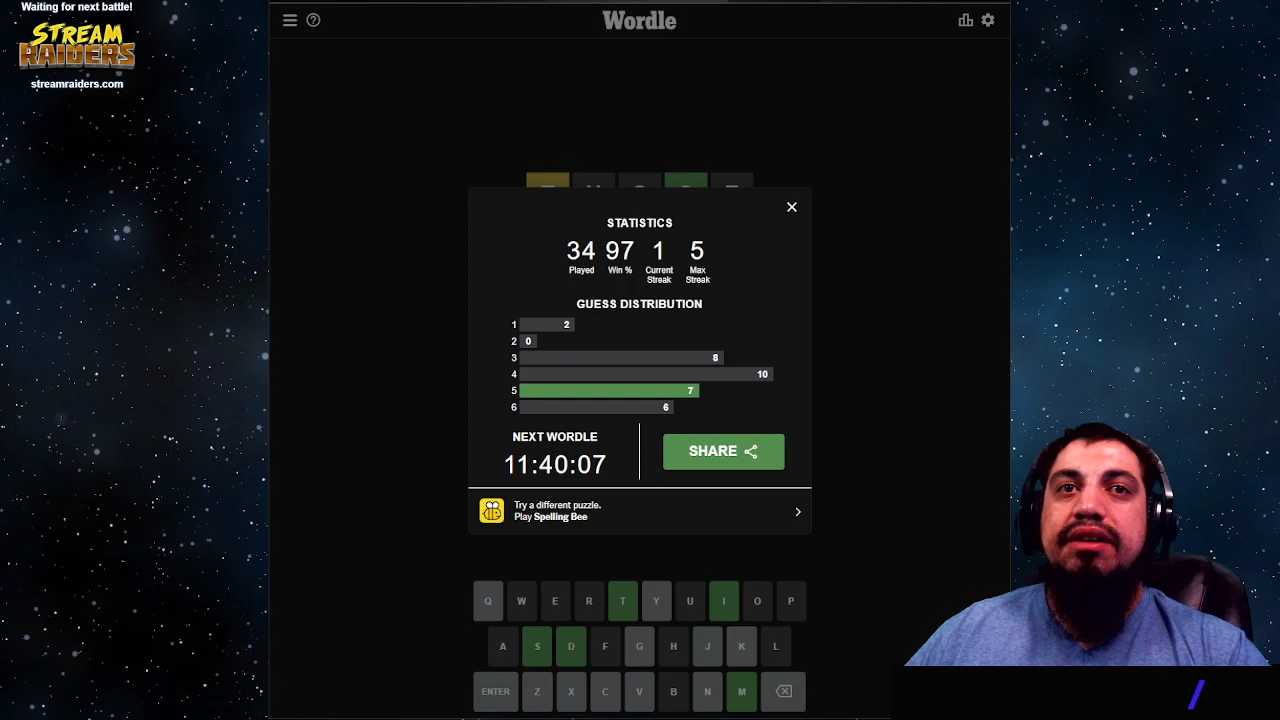 Waiting for next battle!
STREAM
RAIDERS
streamraiders.com
Wordle
STATISTICS
34 97 1 5
Played Win % Current Streak Max Streak
GUESS DISTRIBUTION
1 2
2 0
3 8
4 10
5 7
6 6
NEXT WORDLE
11:40:07
SHARE
Try a different puzzle.
Play Spelling Bee
Q W E R T Y U I O P
A S D F G H J K L
ENTER Z X C V B N M
/